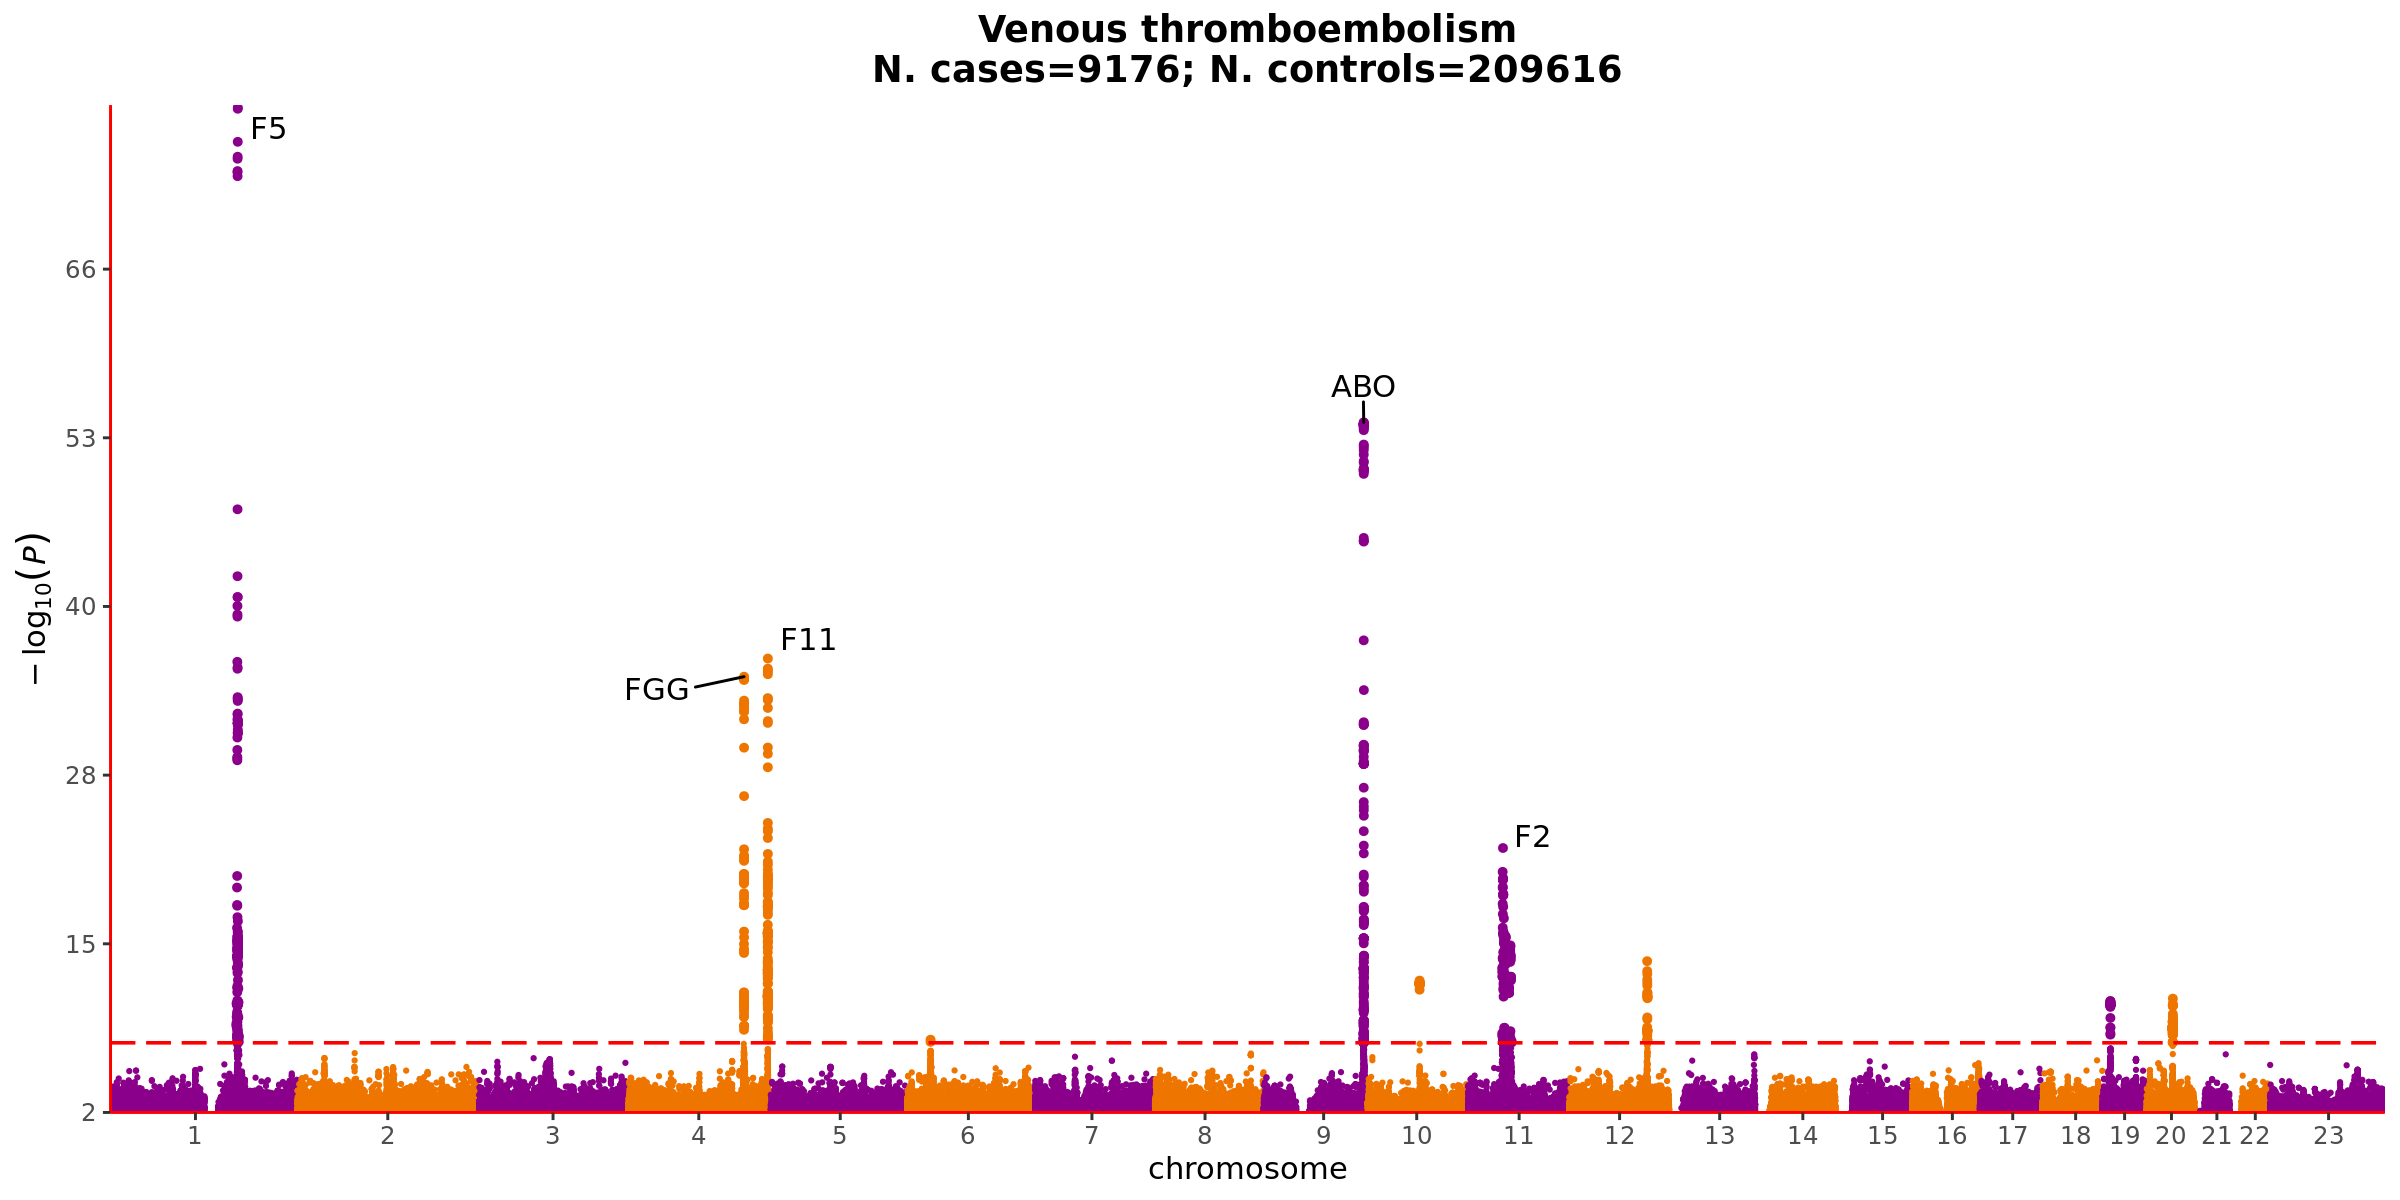 Venous thromboembolism
N. cases=9176; N. controls=209616
F5
66
ABO
53
40
F11
FGG
28
F2
15
2
−log10(P)
1 2 3 4 5 6 7 8 9 10 11 12 13 14 15 16 17 18 19 20 21 22 23
chromosome